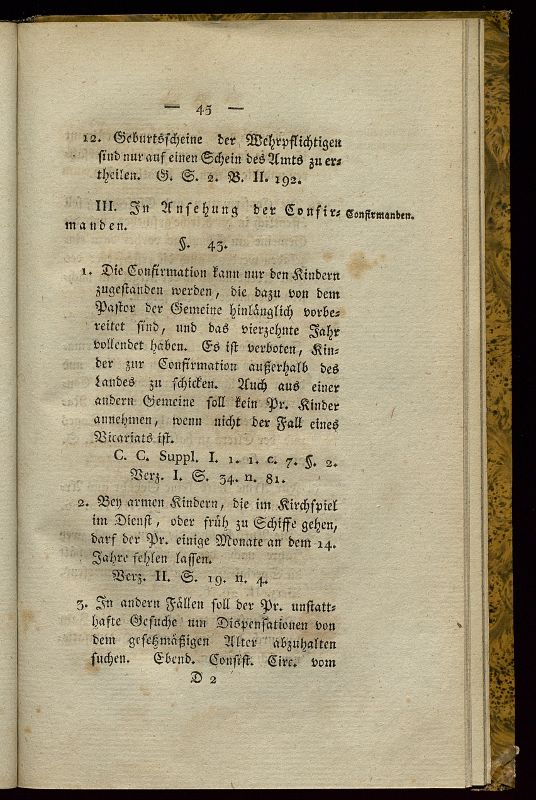 — 45 —
12. Geburtsscheine der Wehrpflichtigen
sind nur auf einen Schein des Amts zu er-
theilen. G. S. 2. B. II. 192.
III. In Ansehung der Confir- Confirmanden.
manden.
§. 43.
1. Die Confirmation kann nur den Kindern
zugestanden werden, die dazu von dem
Pastor der Gemeine hinlänglich vorbe-
reitet sind, und das vierzehnte Jahr
vollendet haben. Es ist verboten, Kin-
der zur Confirmation außerhalb des
Landes zu schicken. Auch aus einer
andern Gemeine soll kein Pr. Kinder
annehmen, wenn nicht der Fall eines
Vicariats ist.
C. C. Suppl. I. 1. 1. c. 7. §. 2.
Verz. I. S. 34. n. 81.
2. Bey armen Kindern, die im Kirchspiel
im Dienst, oder früh zu Schiffe gehen,
darf der Pr. einige Monate an dem 14.
Jahre fehlen lassen.
Verz. II. S. 19. n. 4.
3. In andern Fällen soll der Pr. unstatt-
hafte Gesuche um Dispensationen von
dem gesetzmäßigen Alter abzuhalten
suchen. Ebend. Consist. Circ. vom
D 2